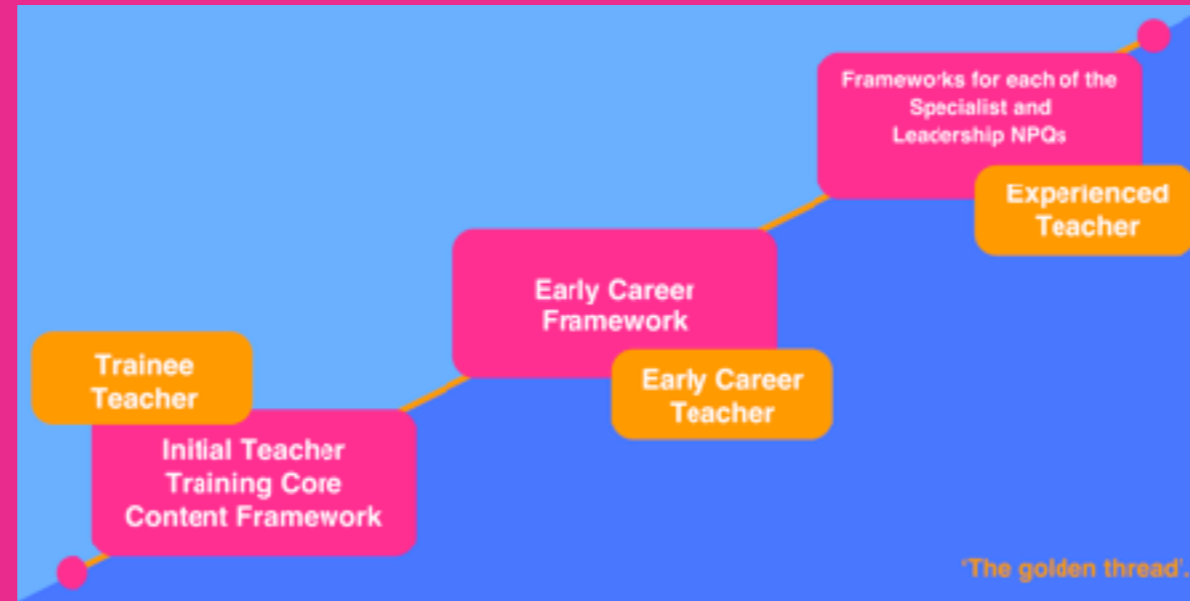 Frameworks for each of the
Specialist and
Leadership NPQs
Experienced
Teacher
Early Career
Framework
Early Career
Teacher
Trainee
Teacher
Initial Teacher
Training Core
Content Framework
'The golden thread'.